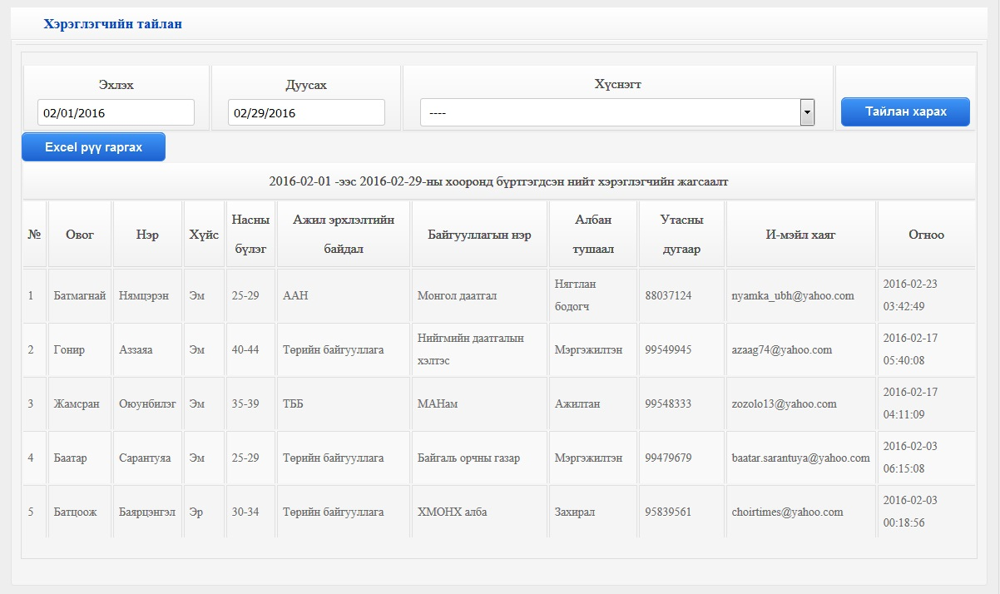 Хэрэглэгчийн тайлан
Эхлэх Дуусах Хүснэгт
02/01/2016 02/29/2016 ---- Тайлан харах
Excel рүү гаргах
2016-02-01 -ээс 2016-02-29-ны хооронд бүртгэгдсэн нийт хэрэглэгчийн жагсаалт
№ Овог Нэр Хүйс Насны бүлэг Ажил эрхлэлтийн байдал Байгууллагын нэр Албан тушаал Утасны дугаар И-мэйл хаяг Огноо
1 Батмагнай Нямцэрэн Эм 25-29 ААН Монгол даатгал Нягтлан бодогч 88037124 nyamka_ubh@yahoo.com 2016-02-23 03:42:49
2 Гонир Аззаяа Эм 40-44 Төрийн байгууллага Нийгмийн даатгалын хэлтэс Мэргэжилтэн 99549945 azaag74@yahoo.com 2016-02-17 05:40:08
3 Жамсран Оюунбилэг Эм 35-39 ТББ МАНам Ажилтан 99548333 zozolo13@yahoo.com 2016-02-17 04:11:09
4 Баатар Сарантуяа Эм 25-29 Төрийн байгууллага Байгаль орчны газар Мэргэжилтэн 99479679 baatar.sarantuya@yahoo.com 2016-02-03 06:15:08
5 Батцоож Баярцэнгэл Эр 30-34 Төрийн байгууллага ХМОНХ алба Захирал 95839561 choirtimes@yahoo.com 2016-02-03 00:18:56